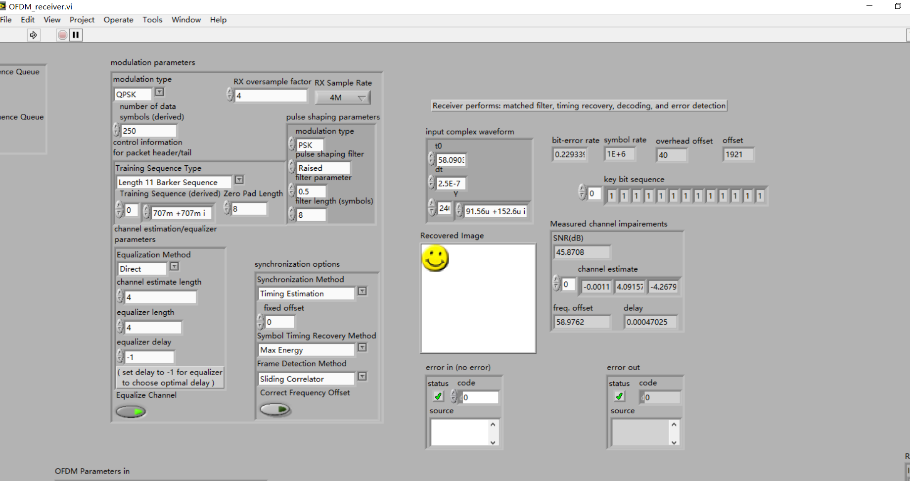 OFDM_receiver.vi
File Edit View Project Operate Tools Window Help
ence Queue
ence Queue
modulation parameters
modulation type
QPSK
RX oversample factor
4
RX Sample Rate
4M
number of data
symbols (derived)
250
control information
for packet header/tail
Training Sequence Type
Length 11 Barker Sequence
Training Sequence (derived)
0
707m +707m i
Zero Pad Length
8
pulse shaping parameters
modulation type
PSK
pulse shaping filter
Raised
filter parameter
0.5
filter length (symbols)
8
channel estimation/equalizer
parameters
Equalization Method
Direct
channel estimate length
4
equalizer length
4
equalizer delay
-1
( set delay to -1 for equalizer
to choose optimal delay )
Equalize Channel
synchronization options
Synchronization Method
Timing Estimation
fixed offset
0
Symbol Timing Recovery Method
Max Energy
Frame Detection Method
Sliding Correlator
Correct Frequency Offset
Receiver performs: matched filter, timing recovery, decoding, and error detection
input complex waveform
t0
58.090
dt
2.5E-7
Y
24
91.56u +152.6u i
bit-error rate
0.22933
symbol rate
1E+6
overhead offset
40
offset
1921
key bit sequence
0
1 1 1 1 1 1 1 1 1 1 1 1 1
Recovered Image
Measured channel impairements
SNR(dB)
45.8708
channel estimate
0
-0.0011 4.0915 -4.2679
freq. offset
58.9762
delay
0.00047025
error in (no error)
status code
0
source
error out
status code
0
source
OFDM Parameters in
R